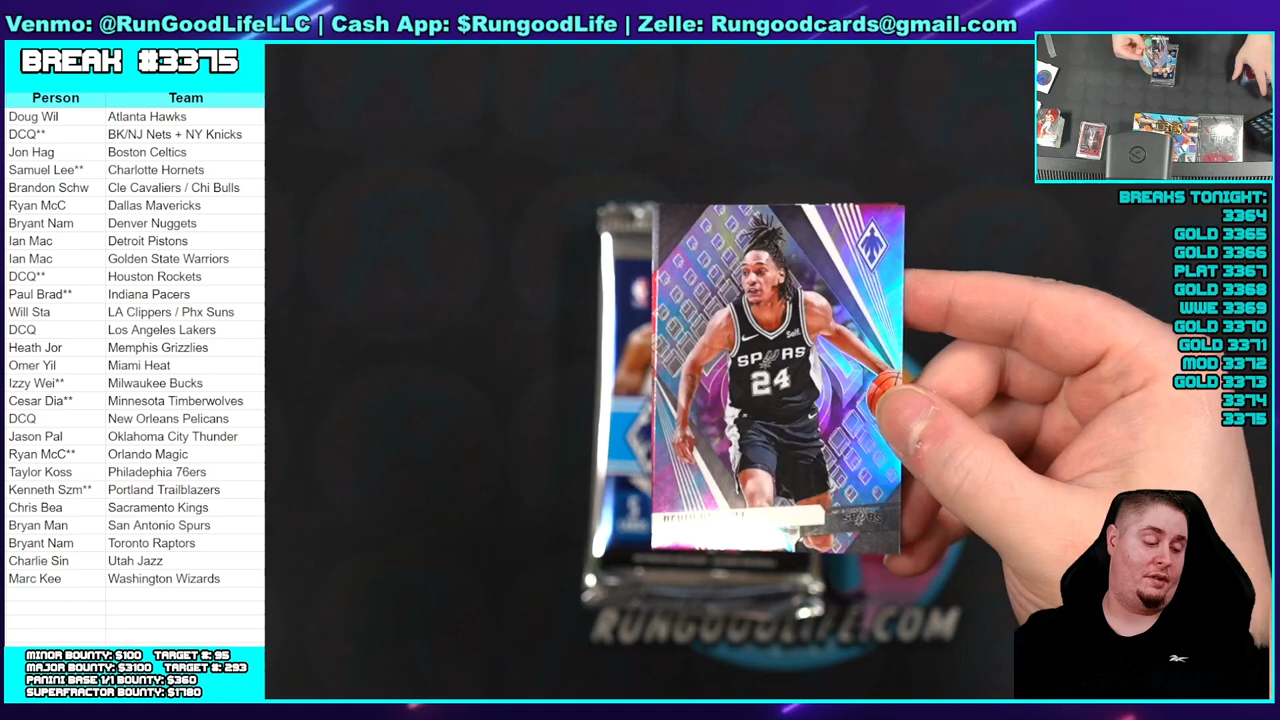 Venmo: @RunGoodLifeLLC | Cash App: $RungoodLife | Zelle: Rungoodcards@gmail.com
BREAK #3375
Person Team
Doug Wil Atlanta Hawks
DCQ** BK/NJ Nets + NY Knicks
Jon Hag Boston Celtics
Samuel Lee** Charlotte Hornets
Brandon Schw Cle Cavaliers / Chi Bulls
Ryan McC Dallas Mavericks
Bryant Nam Denver Nuggets
Ian Mac Detroit Pistons
Ian Mac Golden State Warriors
DCQ** Houston Rockets
Paul Brad** Indiana Pacers
Will Sta LA Clippers / Phx Suns
DCQ Los Angeles Lakers
Heath Jor Memphis Grizzlies
Omer Yil Miami Heat
Izzy Wei** Milwaukee Bucks
Cesar Dia** Minnesota Timberwolves
DCQ New Orleans Pelicans
Jason Pal Oklahoma City Thunder
Ryan McC** Orlando Magic
Taylor Koss Philadephia 76ers
Kenneth Szm** Portland Trailblazers
Chris Bea Sacramento Kings
Bryan Man San Antonio Spurs
Bryant Nam Toronto Raptors
Charlie Sin Utah Jazz
Marc Kee Washington Wizards
MINOR BOUNTY: $100 TARGET #: 95
MAJOR BOUNTY: $3100 TARGET #: 293
PANINI BASE 1/1 BOUNTY: $360
SUPERFRACTOR BOUNTY: $1780
BREAKS TONIGHT:
3364
GOLD 3365
GOLD 3366
PLAT 3367
GOLD 3368
WWE 3369
GOLD 3370
GOLD 3371
MOD 3372
GOLD 3373
3374
3375
Self
SPURS
24
SPURS
RUNGOODLIFE.COM